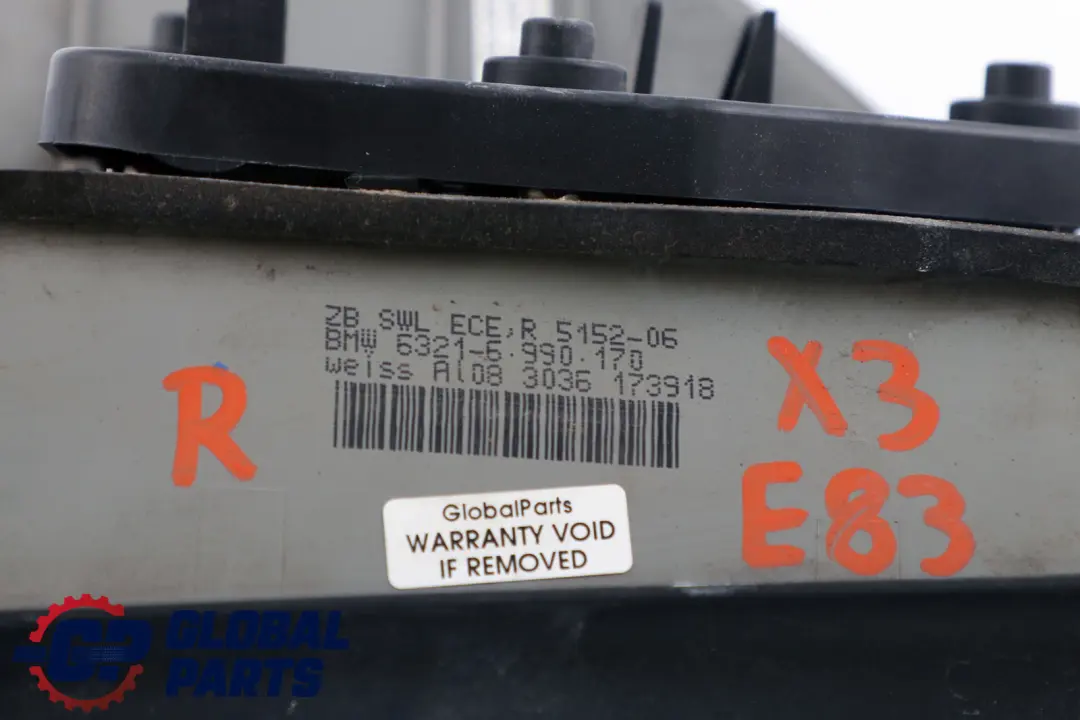 ZB SWL ECE,R 5152-06
BMW 6321-6.990.170
weiss Al08 3036 173918
R
X3
E83
GlobalParts
WARRANTY VOID
IF REMOVED
GP GLOBAL
PARTS